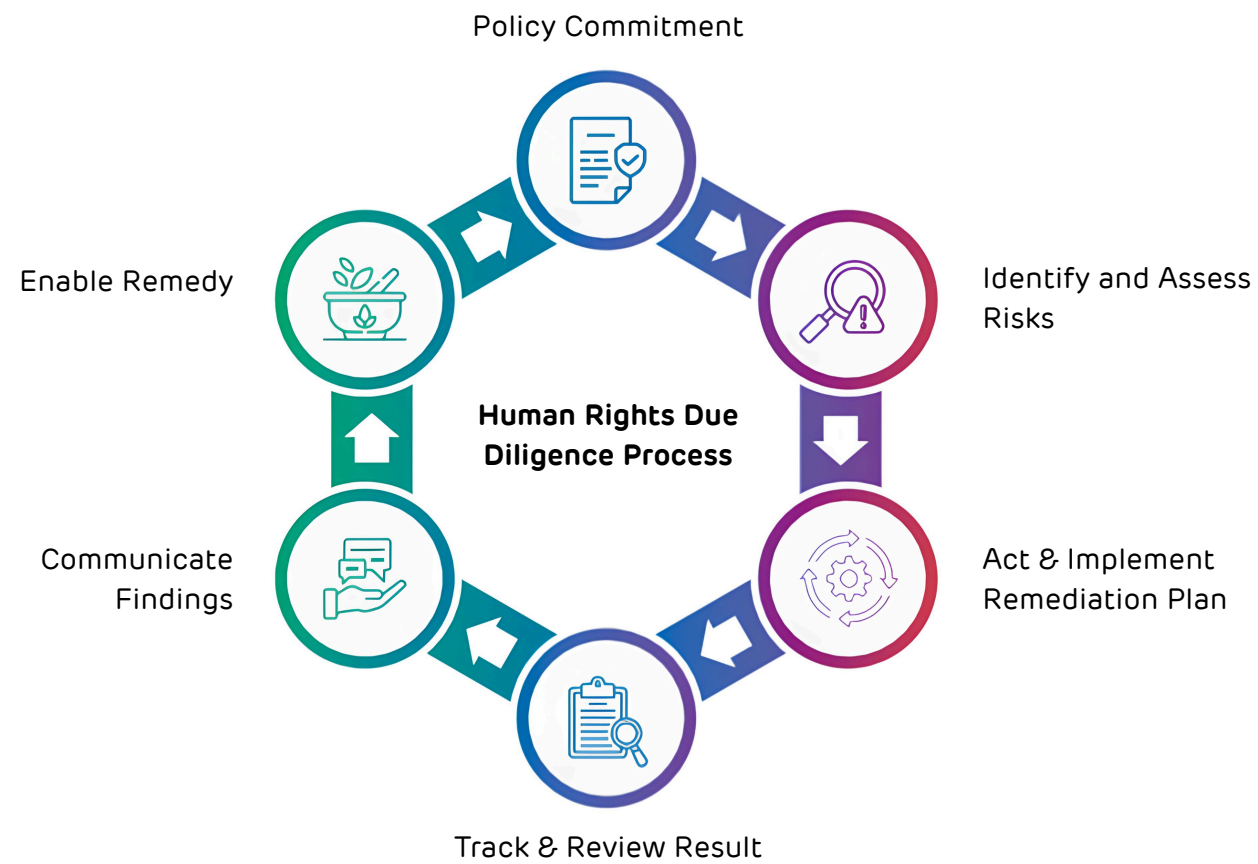 Policy Commitment
Identify and Assess
Risks
Act & Implement
Remediation Plan
Track & Review Result
Communicate
Findings
Enable Remedy
Human Rights Due
Diligence Process